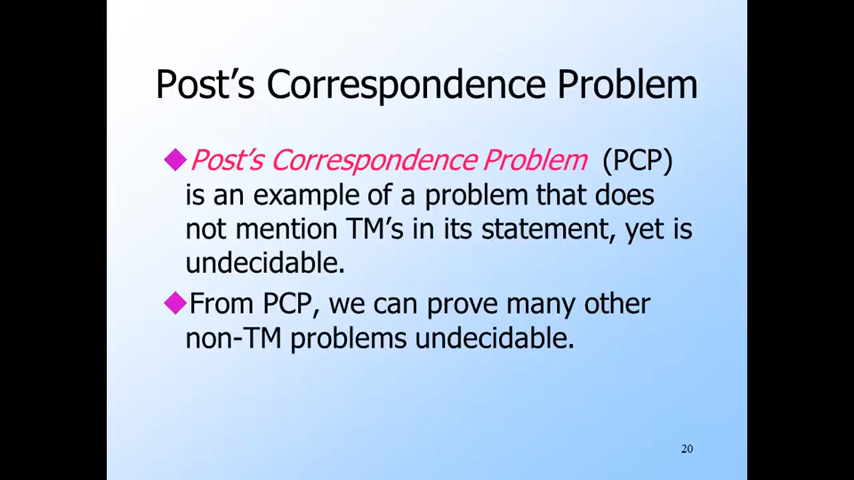 Post's Correspondence Problem
Post's Correspondence Problem (PCP)
is an example of a problem that does
not mention TM's in its statement, yet is
undecidable.
From PCP, we can prove many other
non-TM problems undecidable.
20